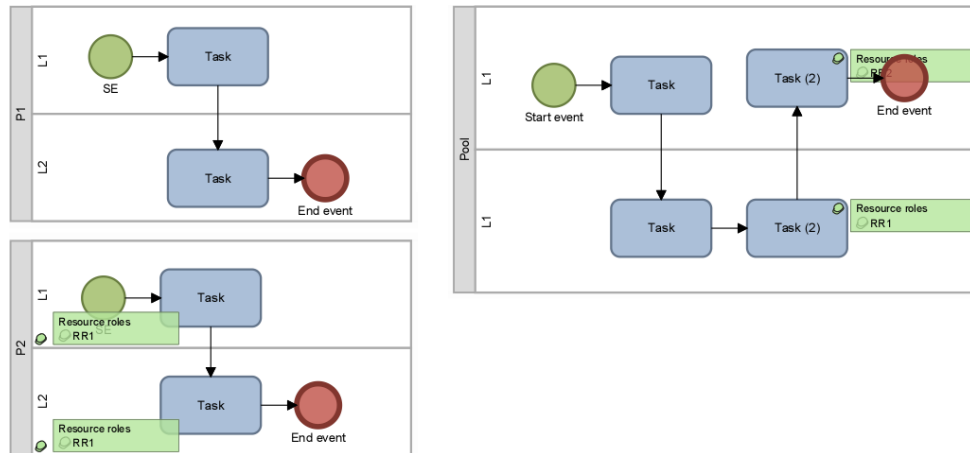 P1
L1
SE
Task
L2
Task
End event
P2
L1
SE
Task
Resource roles
RR1
L2
Task
End event
Resource roles
RR1
Pool
L1
Start event
Task
Task (2)
Resource roles
RR2
End event
L1
Task
Task (2)
Resource roles
RR1